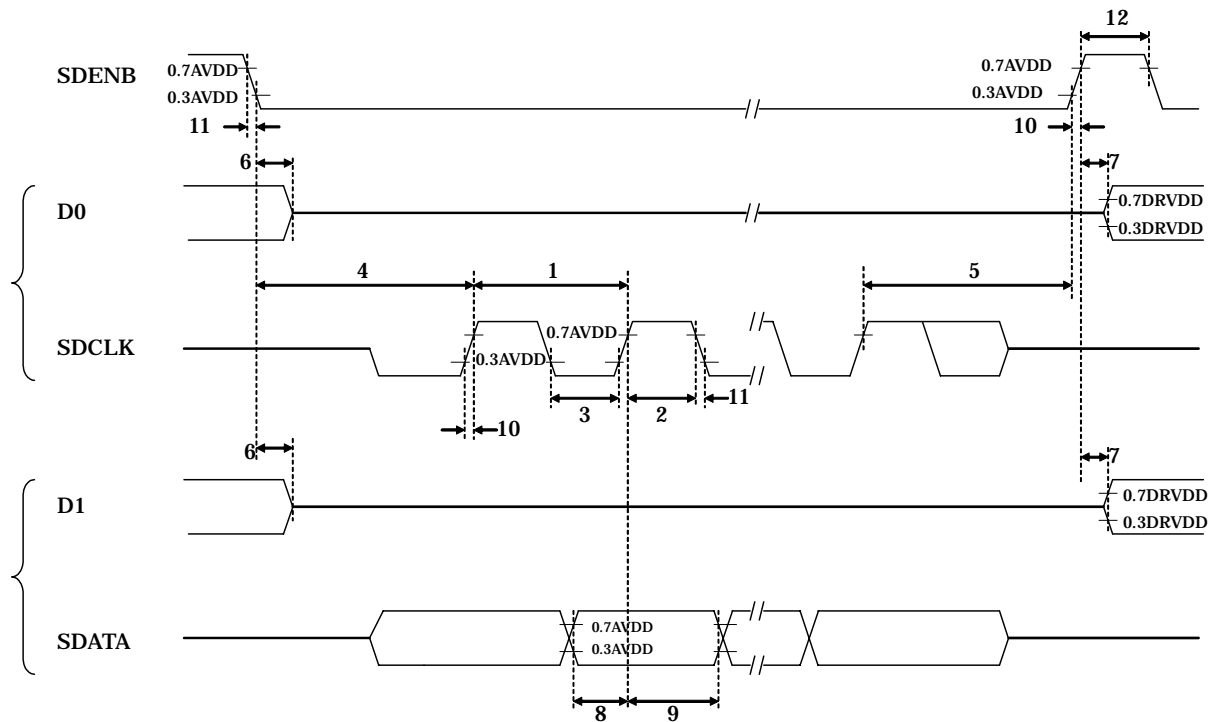 12
SDENB
0.7AVDD
0.3AVDD
0.7AVDD
0.3AVDD
11
10
6
7
D0
0.7DRVDD
0.3DRVDD
4
1
5
SDCLK
0.7AVDD
0.3AVDD
3
2
11
10
6
7
D1
0.7DRVDD
0.3DRVDD
SDATA
0.7AVDD
0.3AVDD
8
9